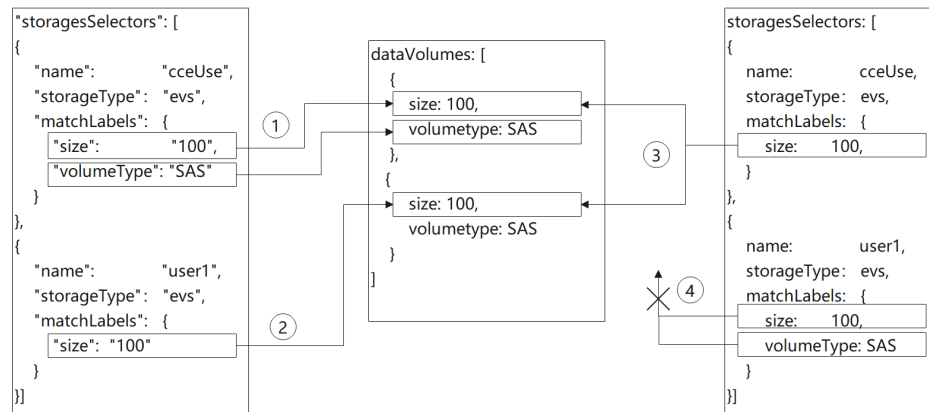 "storagesSelectors": [
{
"name": "cceUse",
"storageType": "evs",
"matchLabels": {
"size": "100",
"volumeType": "SAS"
}
},
{
"name": "user1",
"storageType": "evs",
"matchLabels": {
"size": "100"
}
}]
1
2
dataVolumes: [
{
size: 100,
volumetype: SAS
},
{
size: 100,
volumetype: SAS
}
]
3
4
storagesSelectors: [
{
name: cceUse,
storageType: evs,
matchLabels: {
size: 100,
}
},
{
name: user1,
storageType: evs,
matchLabels: {
size: 100,
volumeType: SAS
}
}]